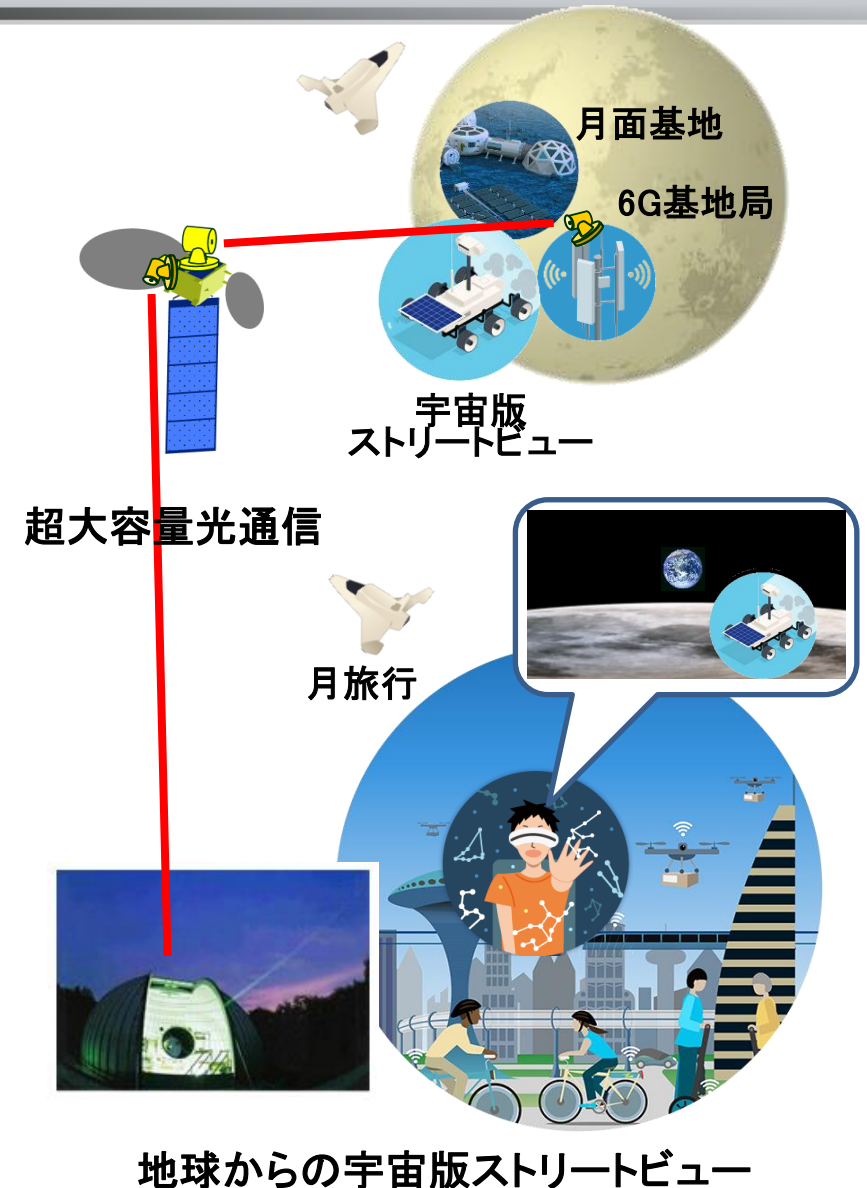 月面基地
6G基地局
宇宙版
ストリートビュー
超大容量光通信
月旅行
地球からの宇宙版ストリートビュー